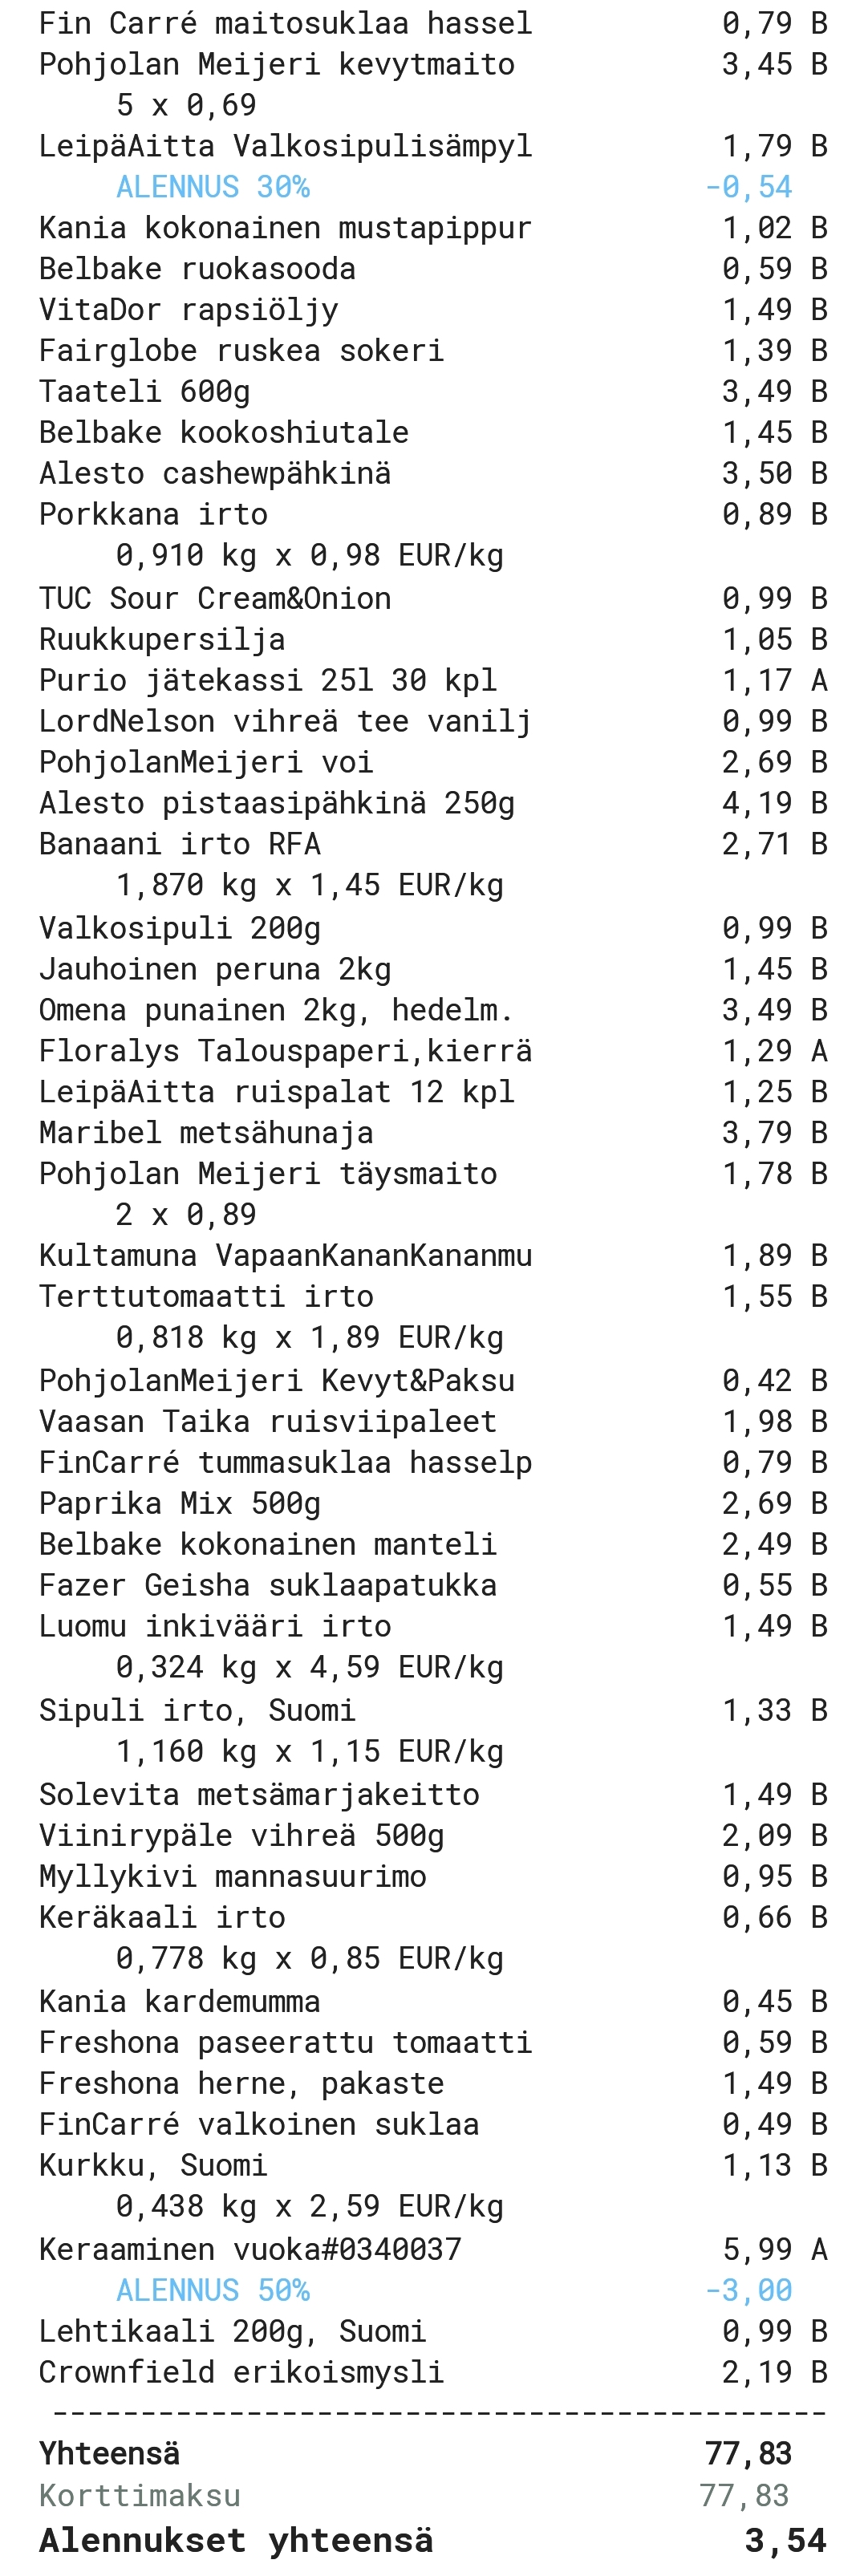 Fin Carré maitosuklaa hassel 0,79 B
Pohjolan Meijeri kevytmaito 3,45 B
5 x 0,69
LeipäAitta Valkosipulisämpyl 1,79 B
ALENNUS 30% -0,54
Kania kokonainen mustapippur 1,02 B
Belbake ruokasooda 0,59 B
VitaDor rapsiöljy 1,49 B
Fairglobe ruskea sokeri 1,39 B
Taateli 600g 3,49 B
Belbake kookoshiutale 1,45 B
Alesto cashewpähkinä 3,50 B
Porkkana irto 0,89 B
0,910 kg x 0,98 EUR/kg
TUC Sour Cream&Onion 0,99 B
Ruukkupersilja 1,05 B
Purio jätekassi 25l 30 kpl 1,17 A
LordNelson vihreä tee vanilj 0,99 B
PohjolanMeijeri voi 2,69 B
Alesto pistaasipähkinä 250g 4,19 B
Banaani irto RFA 2,71 B
1,870 kg x 1,45 EUR/kg
Valkosipuli 200g 0,99 B
Jauhoinen peruna 2kg 1,45 B
Omena punainen 2kg, hedelm. 3,49 B
Floralys Talouspaperi,kierrä 1,29 A
LeipäAitta ruispalat 12 kpl 1,25 B
Maribel metsähunaja 3,79 B
Pohjolan Meijeri täysmaito 1,78 B
2 x 0,89
Kultamuna VapaanKananKananmu 1,89 B
Terttutomaatti irto 1,55 B
0,818 kg x 1,89 EUR/kg
PohjolanMeijeri Kevyt&Paksu 0,42 B
Vaasan Taika ruisviipaleet 1,98 B
FinCarré tummasuklaa hasselp 0,79 B
Paprika Mix 500g 2,69 B
Belbake kokonainen manteli 2,49 B
Fazer Geisha suklaapatukka 0,55 B
Luomu inkivääri irto 1,49 B
0,324 kg x 4,59 EUR/kg
Sipuli irto, Suomi 1,33 B
1,160 kg x 1,15 EUR/kg
Solevita metsämarjakeitto 1,49 B
Viinirypäle vihreä 500g 2,09 B
Myllykivi mannasuurimo 0,95 B
Keräkaali irto 0,66 B
0,778 kg x 0,85 EUR/kg
Kania kardemumma 0,45 B
Freshona paseerattu tomaatti 0,59 B
Freshona herne, pakaste 1,49 B
FinCarré valkoinen suklaa 0,49 B
Kurkku, Suomi 1,13 B
0,438 kg x 2,59 EUR/kg
Keraaminen vuoka#0340037 5,99 A
ALENNUS 50% -3,00
Lehtikaali 200g, Suomi 0,99 B
Crownfield erikoismysli 2,19 B
--------------------------------------------
Yhteensä 77,83
Korttimaksu 77,83
Alennukset yhteensä 3,54